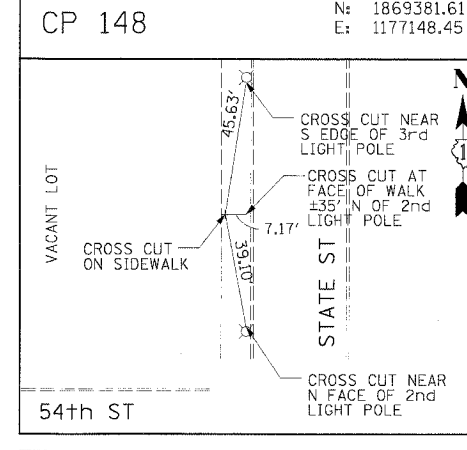 CP 148
N: 1869381.61
E: 1177148.45
N
45.63'
CROSS CUT NEAR
S EDGE OF 3rd
LIGHT POLE
VACANT LOT
CROSS CUT AT
FACE OF WALK
±35' N OF 2nd
LIGHT POLE
7.17'
CROSS CUT
ON SIDEWALK
39.10'
STATE ST
CROSS CUT NEAR
N FACE OF 2nd
LIGHT POLE
54th ST